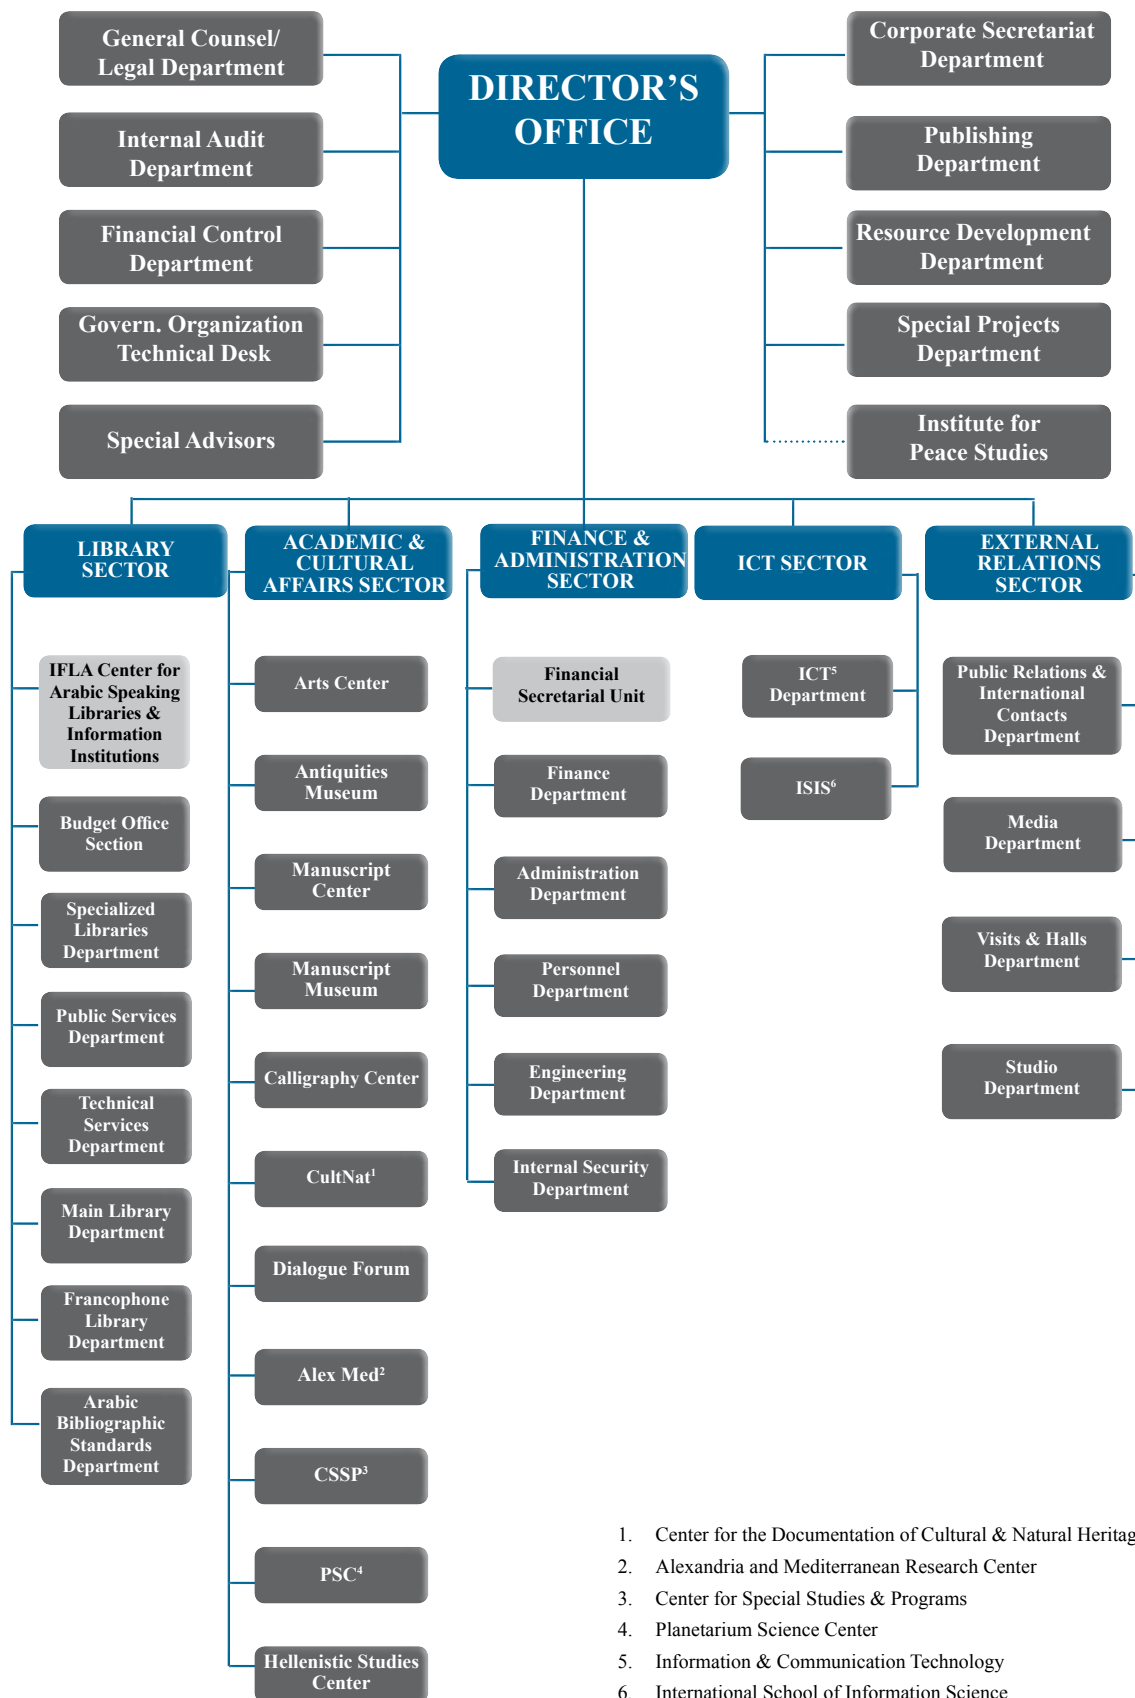 General Counsel/
Legal Department
Internal Audit
Department
Financial Control
Department
Govern. Organization
Technical Desk
Special Advisors
DIRECTOR'S
OFFICE
Corporate Secretariat
Department
Publishing
Department
Resource Development
Department
Special Projects
Department
Institute for
Peace Studies
LIBRARY
SECTOR
IFLA Center for
Arabic Speaking
Libraries &
Information
Institutions
Budget Office
Section
Specialized
Libraries
Department
Public Services
Department
Technical
Services
Department
Main Library
Department
Francophone
Library
Department
Arabic
Bibliographic
Standards
Department
ACADEMIC &
CULTURAL
AFFAIRS SECTOR
Arts Center
Antiquities
Museum
Manuscript
Center
Manuscript
Museum
Calligraphy Center
CultNat¹
Dialogue Forum
Alex Med²
CSSP³
PSC⁴
Hellenistic Studies
Center
FINANCE &
ADMINISTRATION
SECTOR
Financial
Secretarial Unit
Finance
Department
Administration
Department
Personnel
Department
Engineering
Department
Internal Security
Department
ICT SECTOR
ICT⁵
Department
ISIS⁶
EXTERNAL
RELATIONS
SECTOR
Public Relations &
International
Contacts
Department
Media
Department
Visits & Halls
Department
Studio
Department
1. Center for the Documentation of Cultural & Natural Heritag
2. Alexandria and Mediterranean Research Center
3. Center for Special Studies & Programs
4. Planetarium Science Center
5. Information & Communication Technology
6. International School of Information Science